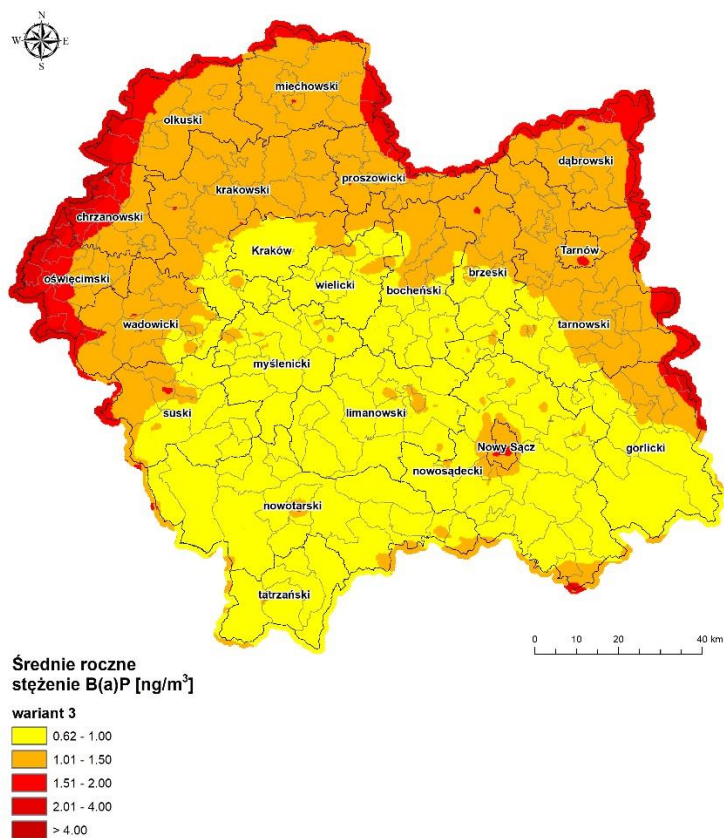 N
W E
S
miechowski
olkuski
dąbrowski
proszowicki
krakowski
chrzanowski
Kraków
Tarnów
oświęcimski
wielicki
brzeski
bocheński
wadowicki
tarnowski
myślenicki
suski
limanowski
Nowy Sącz
gorlicki
nowosądecki
nowotarski
tatrzański
0 10 20 40 km
Średnie roczne
stężenie B(a)P [ng/m³]
wariant 3
0.62 - 1.00
1.01 - 1.50
1.51 - 2.00
2.01 - 4.00
> 4.00